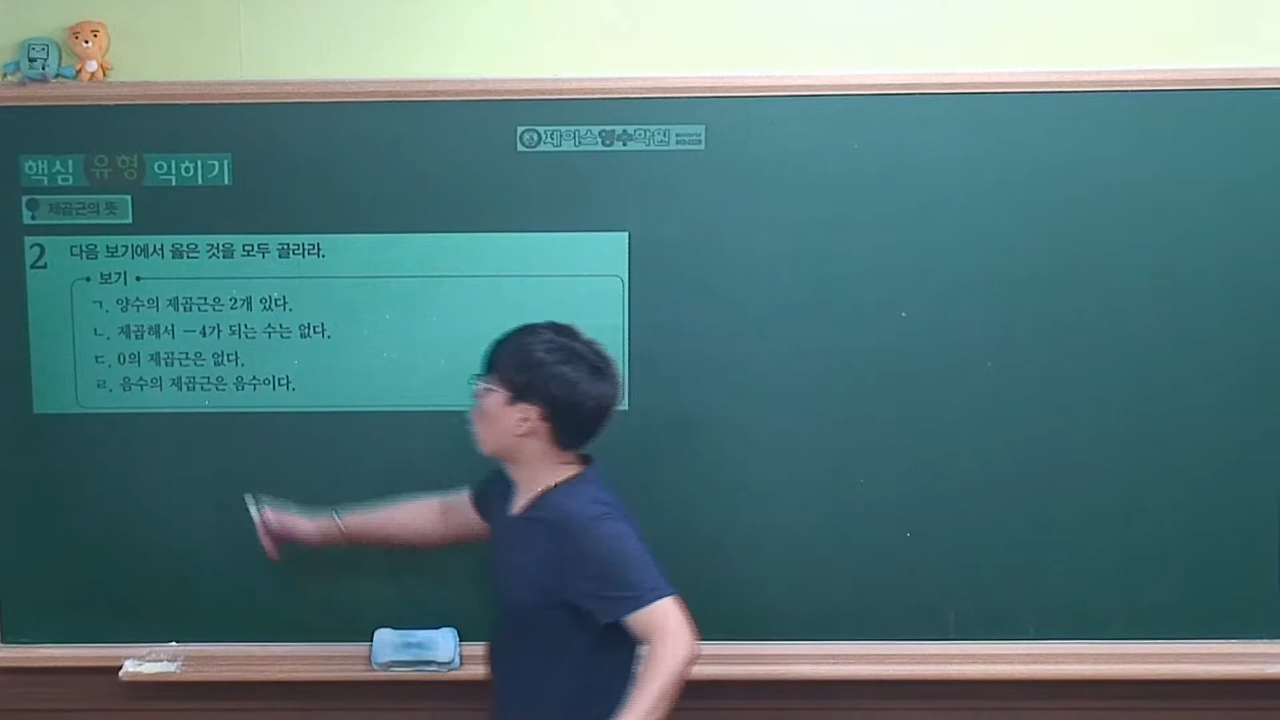 제이스영수학원
핵심 유형 익히기
제곱근의 뜻
2 다음 보기에서 옳은 것을 모두 골라라.
보기
ㄱ. 양수의 제곱근은 2개 있다.
ㄴ. 제곱해서 -4가 되는 수는 없다.
ㄷ. 0의 제곱근은 없다.
ㄹ. 음수의 제곱근은 음수이다.